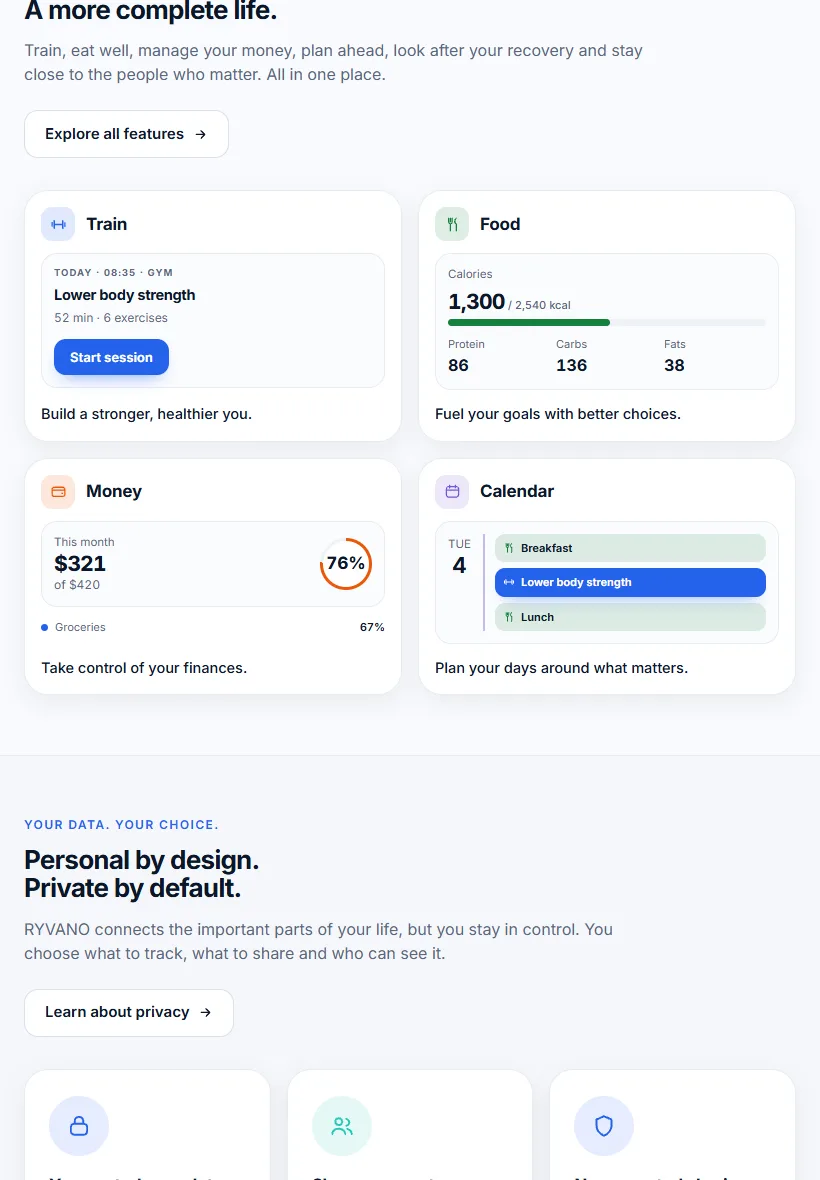 A more complete life.
Train, eat well, manage your money, plan ahead, look after your recovery and stay
close to the people who matter. All in one place.
Explore all features →
Train
TODAY · 08:35 · GYM
Lower body strength
52 min · 6 exercises
Start session
Build a stronger, healthier you.
Food
Calories
1,300 / 2,540 kcal
Protein Carbs Fats
86 136 38
Fuel your goals with better choices.
Money
This month
$321
of $420
76%
Groceries 67%
Take control of your finances.
Calendar
TUE
4
Breakfast
Lower body strength
Lunch
Plan your days around what matters.
YOUR DATA. YOUR CHOICE.
Personal by design.
Private by default.
RYVANO connects the important parts of your life, but you stay in control. You
choose what to track, what to share and who can see it.
Learn about privacy →